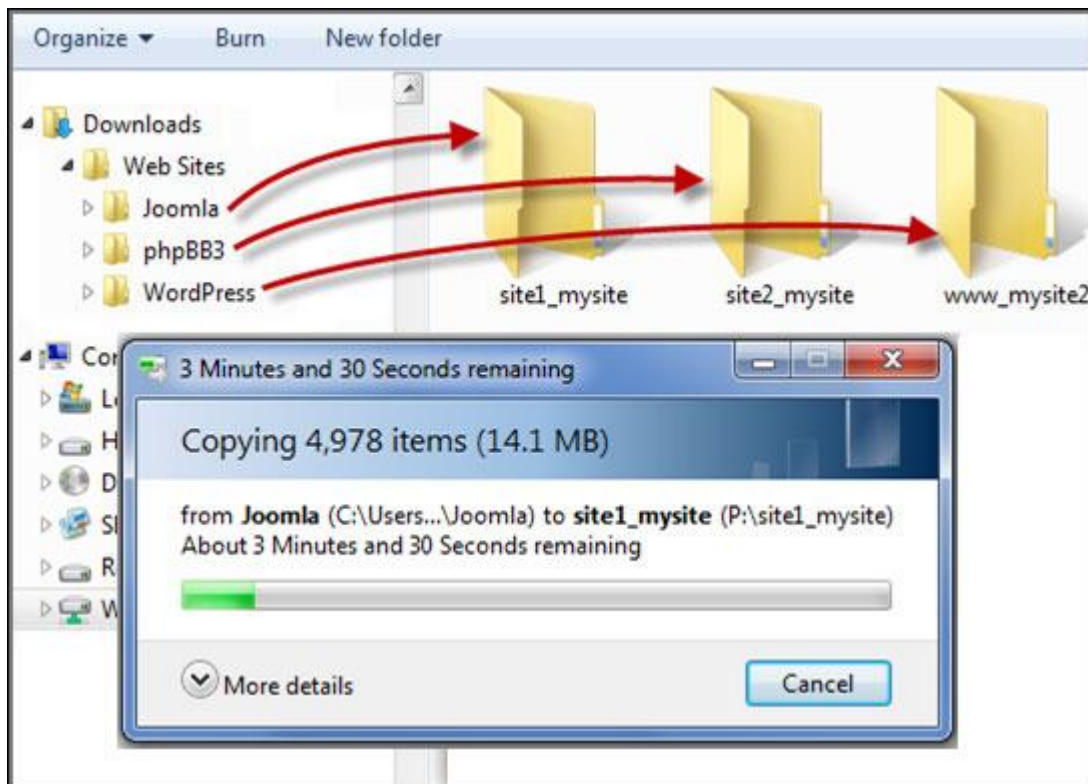 Organize Burn New folder
Downloads
Web Sites
Joomla
phpBB3
WordPress
site1_mysite site2_mysite www_mysite2
3 Minutes and 30 Seconds remaining
Copying 4,978 items (14.1 MB)
from Joomla (C:\Users...\Joomla) to site1_mysite (P:\site1_mysite)
About 3 Minutes and 30 Seconds remaining
More details
Cancel